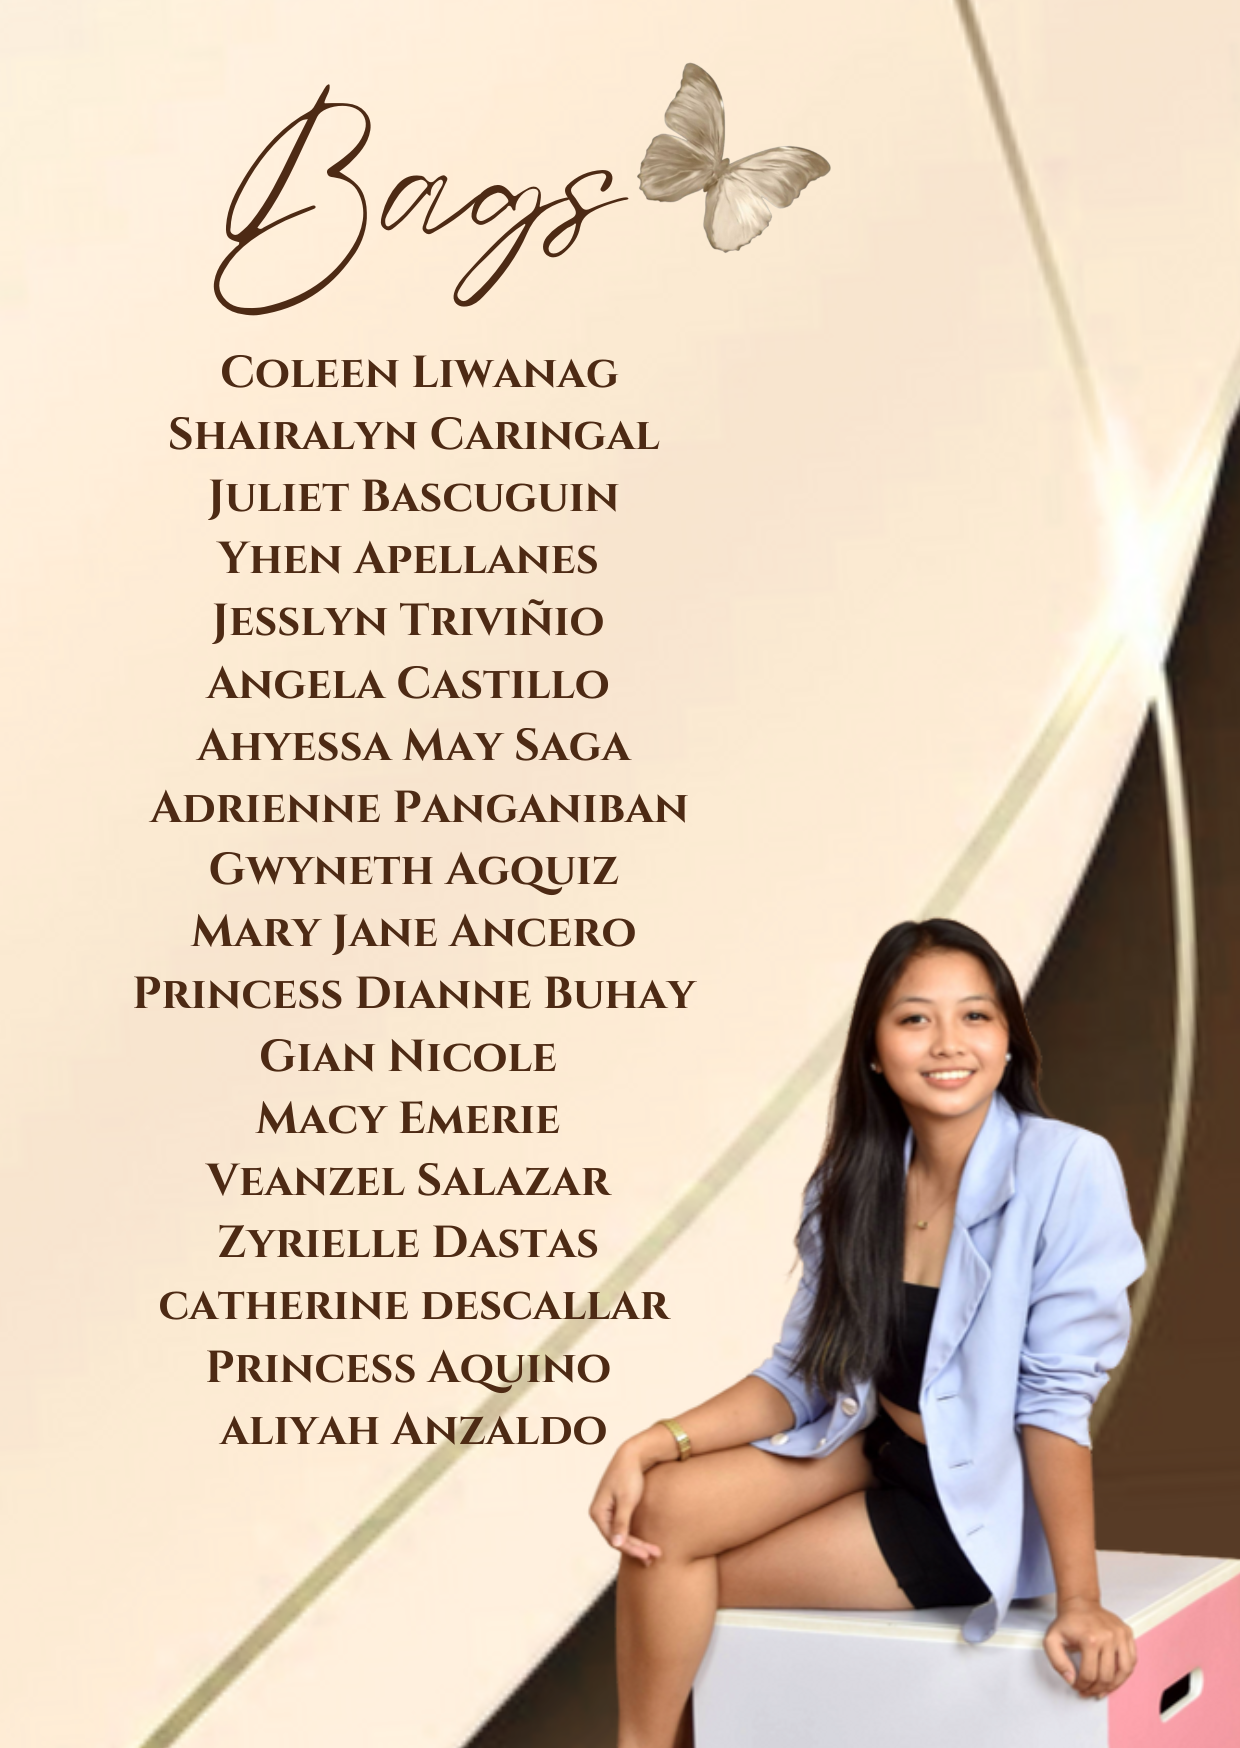 Bags
Coleen Liwanag
Shairalyn Caringal
Juliet Bascuguin
Yhen Apellanes
Jesslyn Triviñio
Angela Castillo
Ahyessa May Saga
Adrienne Panganiban
Gwyneth Agquiz
Mary Jane Ancero
Princess Dianne Buhay
Gian Nicole
Macy Emerie
Veanzel Salazar
Zyrielle Dastas
catherine descallar
Princess Aquino
aliyah Anzaldo